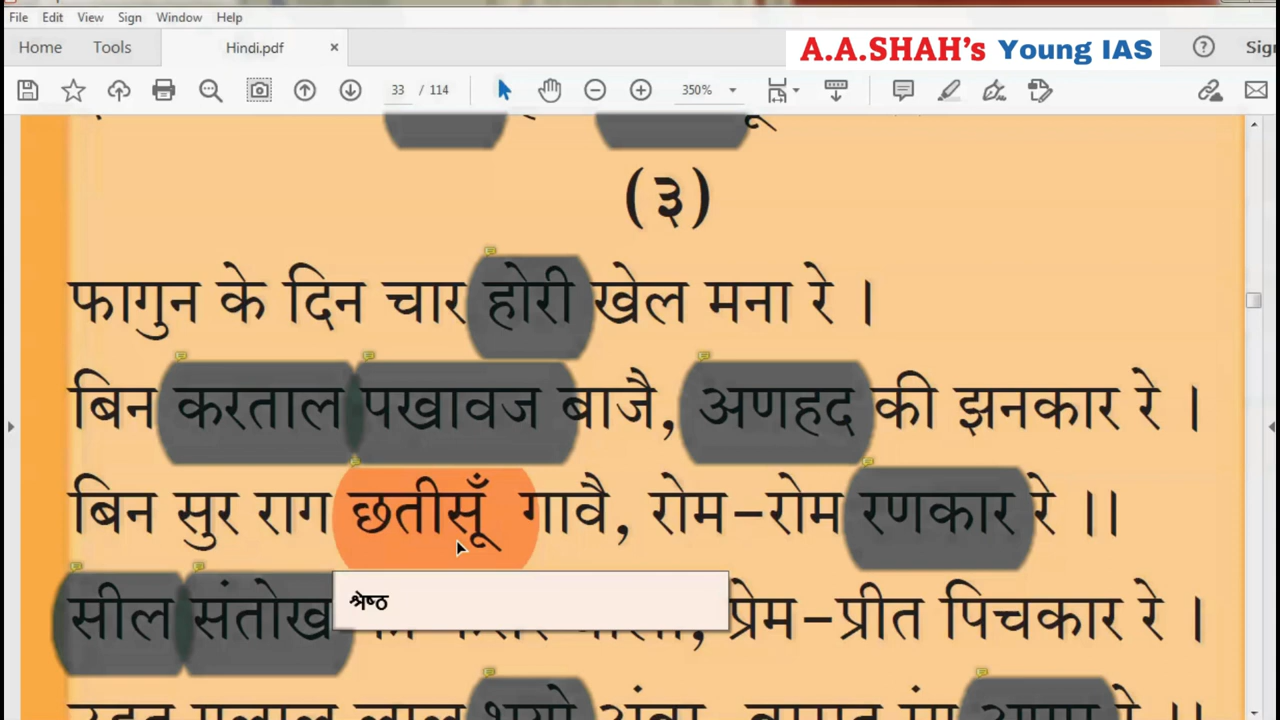 File Edit View Sign Window Help
Home Tools Hindi.pdf × A.A.SHAH's Young IAS
33 / 114 350%
(३)
फागुन के दिन चार होरी खेल मना रे ।
बिन करताल पखावज बाजै, अणहद की झनकार रे ।
बिन सुर राग छतीसूँ गावै, रोम-रोम रणकार रे ।।
श्रेष्ठ
सील संतोख प्रेम-प्रीत पिचकार रे ।